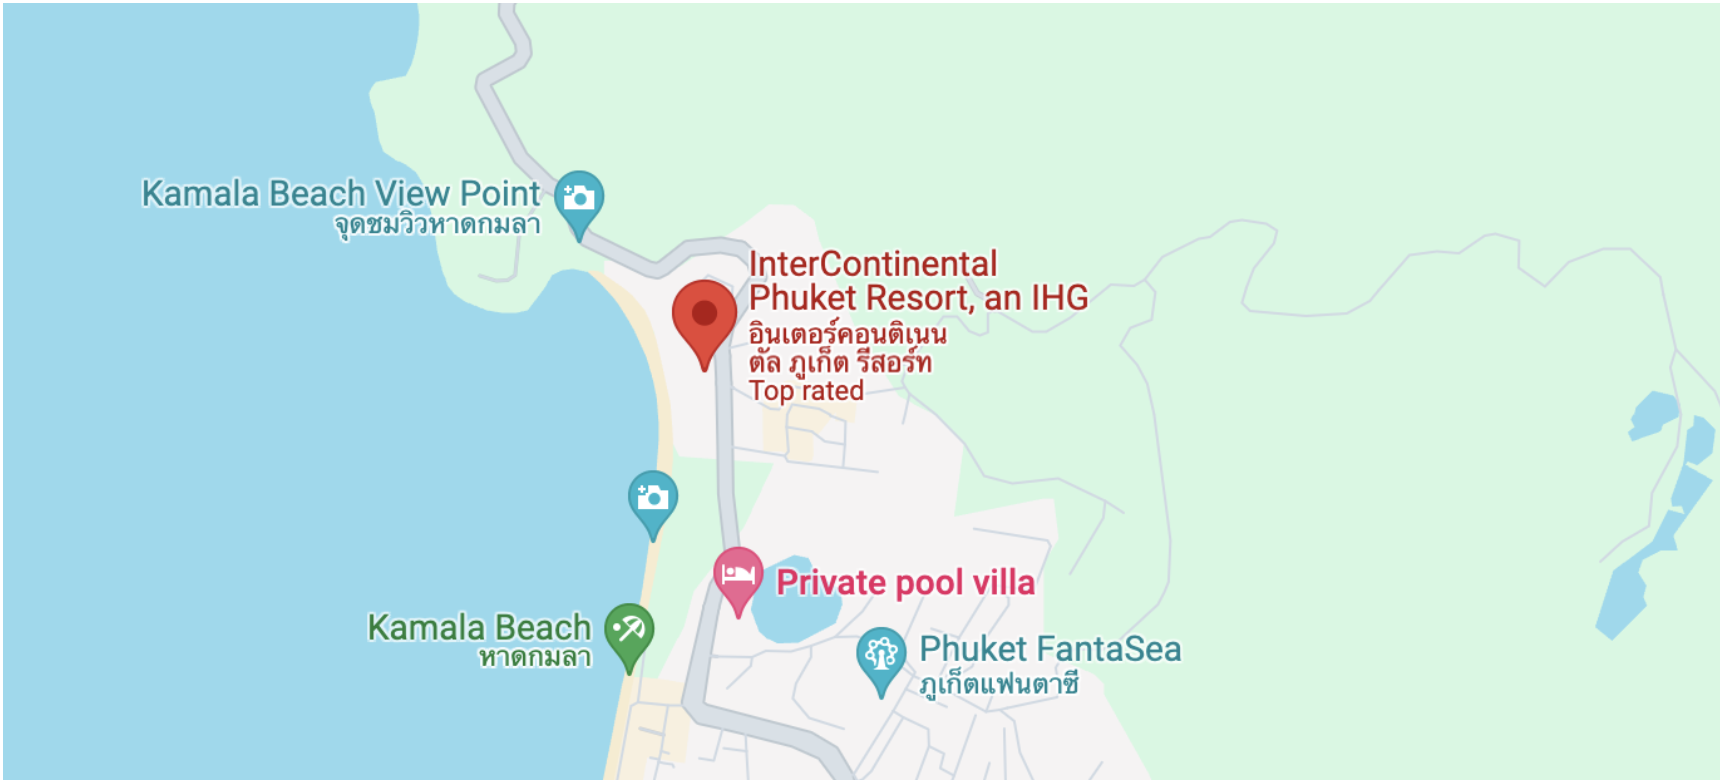 Kamala Beach View Point
จุดชมวิวหาดกมลา
InterContinental
Phuket Resort, an IHG
อินเตอร์คอนติเนน
ตัล ภูเก็ต รีสอร์ท
Top rated
Private pool villa
Kamala Beach
หาดกมลา
Phuket FantaSea
ภูเก็ตแฟนตาซี